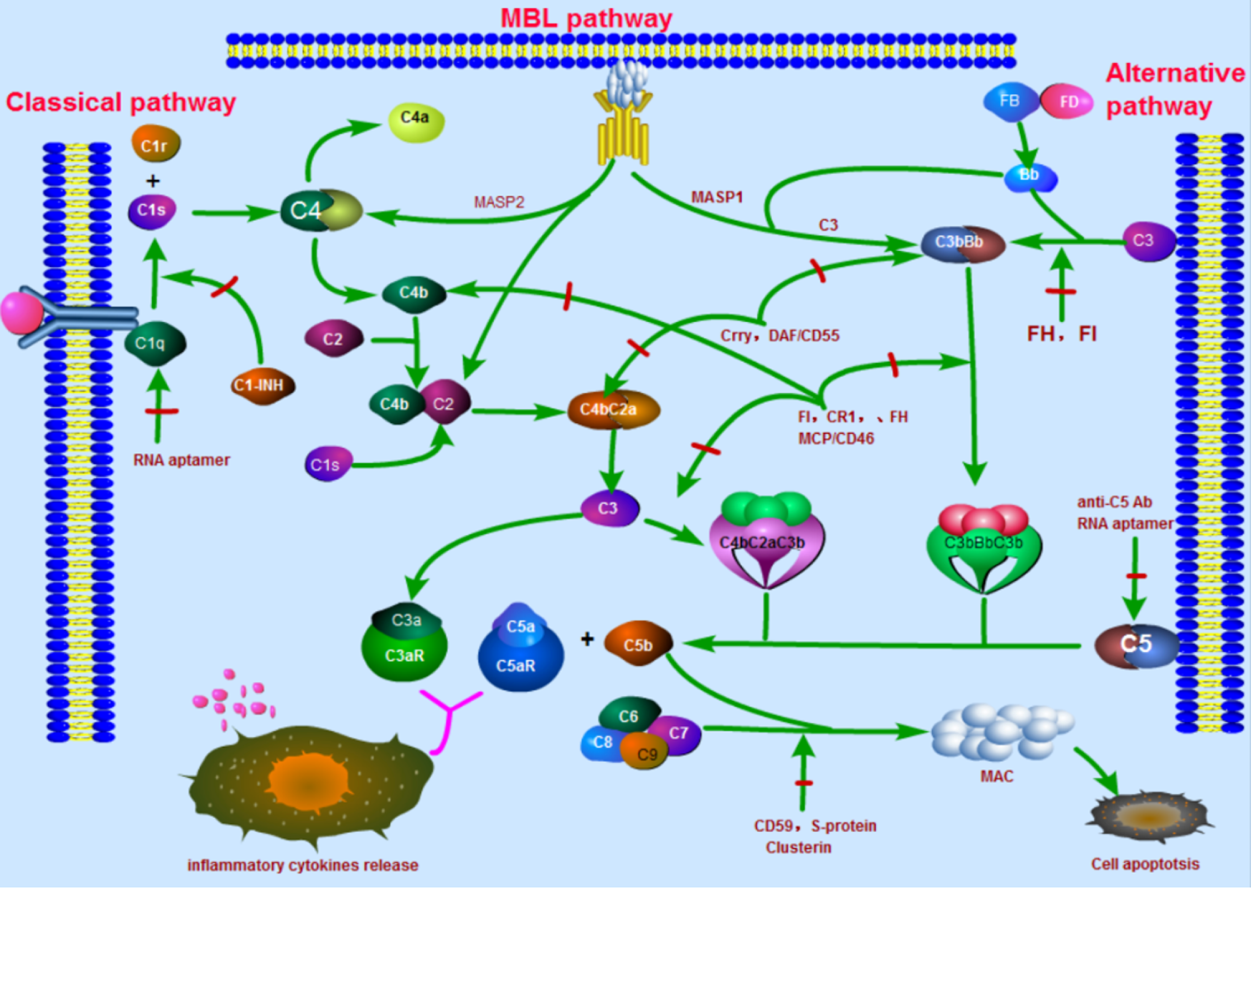 MBL pathway
Classical pathway
Alternative
pathway
C1r
+
C1s
C4a
FB
FD
Bb
C4
MASP2
MASP1
C3
C3bBb
C3
C4b
C2
C1q
C1-INH
Crry, DAF/CD55
FH, FI
C4b
C2
C4bC2a
FI, CR1, 、FH
MCP/CD46
RNA aptamer
C1s
C3
C4bC2aC3b
C3bBbC3b
anti-C5 Ab
RNA aptamer
C3a
C3aR
C5a
C5aR
+
C5b
C5
C6
C7
C8
C9
MAC
CD59, S-protein
Clusterin
inflammatory cytokines release
Cell apoptotsis